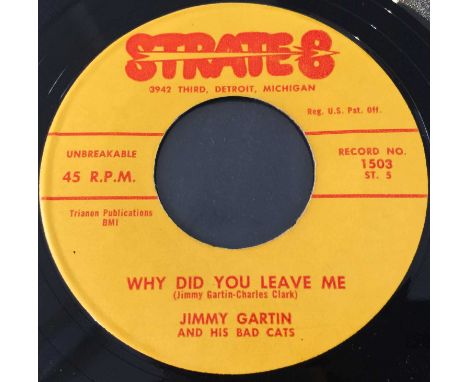 STRATE 8
3942 THIRD, DETROIT, MICHIGAN
Reg. U.S. Pat. Off.
UNBREAKABLE
45 R.P.M.
RECORD NO.
1503
ST. 5
Trianon Publications
BMI
WHY DID YOU LEAVE ME
(Jimmy Gartin-Charles Clark)
JIMMY GARTIN
AND HIS BAD CATS